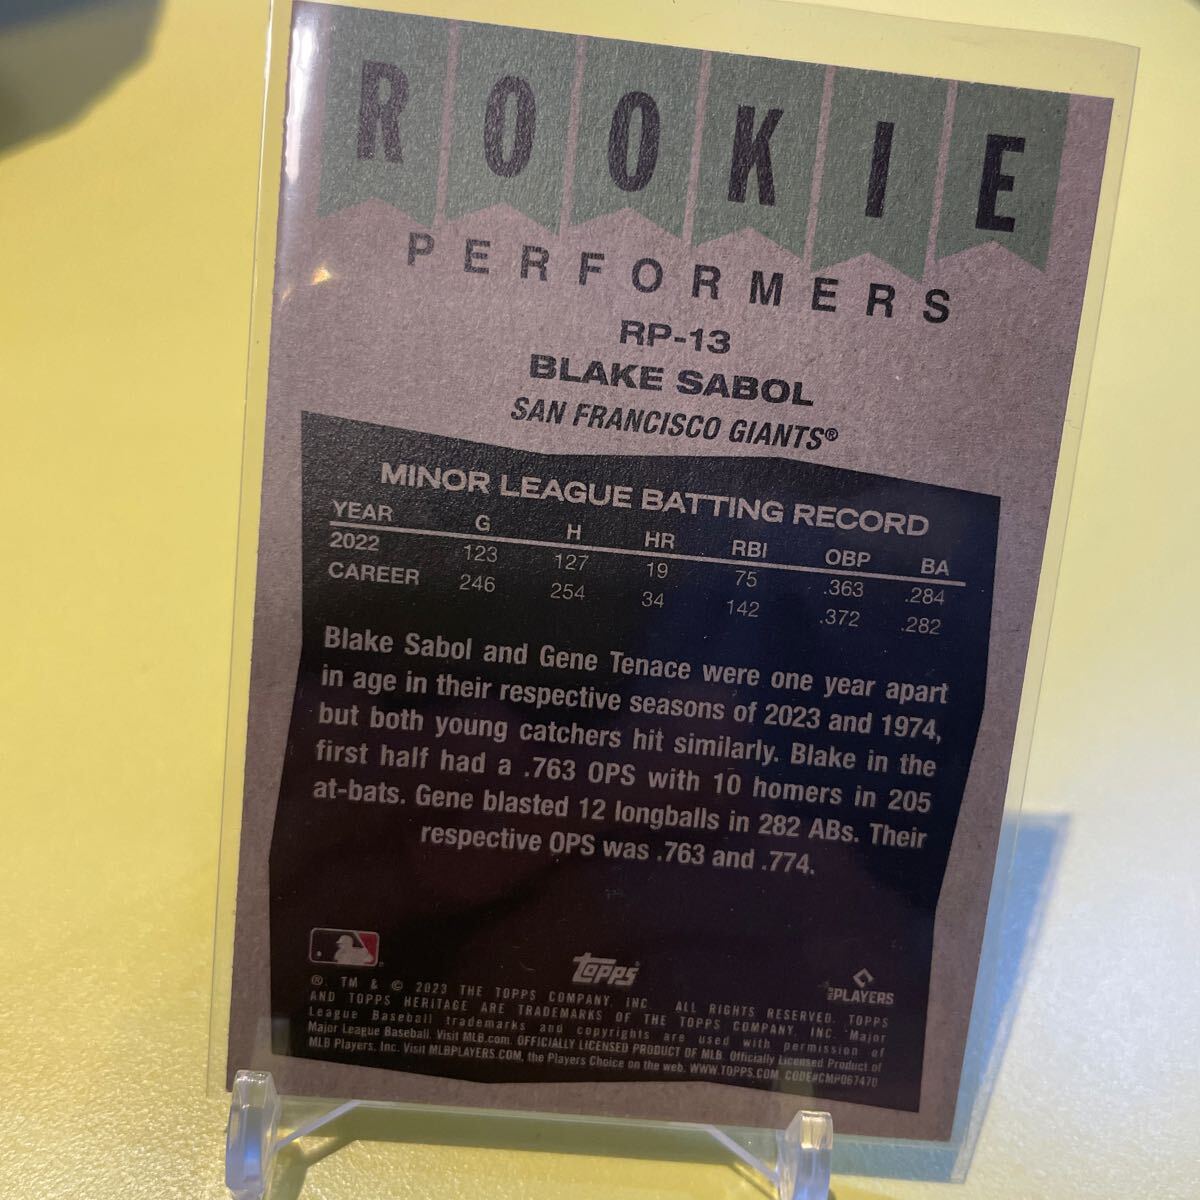 ROOKIE
PERFORMERS
RP-13
BLAKE SABOL
SAN FRANCISCO GIANTS®
MINOR LEAGUE BATTING RECORD
YEAR G H HR RBI OBP BA
2022 123 127 19 75 .363 .284
CAREER 246 254 34 142 .372 .282
Blake Sabol and Gene Tenace were one year apart
in age in their respective seasons of 2023 and 1974,
but both young catchers hit similarly. Blake in the
first half had a .763 OPS with 10 homers in 205
at-bats. Gene blasted 12 longballs in 282 ABs. Their
respective OPS was .763 and .774.
Topps
PLAYERS
®, TM & © 2023 THE TOPPS COMPANY, INC. ALL RIGHTS RESERVED. TOPPS
AND TOPPS HERITAGE ARE TRADEMARKS OF THE TOPPS COMPANY, INC. Major
League Baseball trademarks and copyrights are used with permission of
Major League Baseball. Visit MLB.com. OFFICIALLY LICENSED PRODUCT OF MLB Officially Licensed Product of
MLB Players, Inc. Visit MLBPLAYERS.COM, the Players Choice on the web. WWW.TOPPS.COM CODE#CMP067470